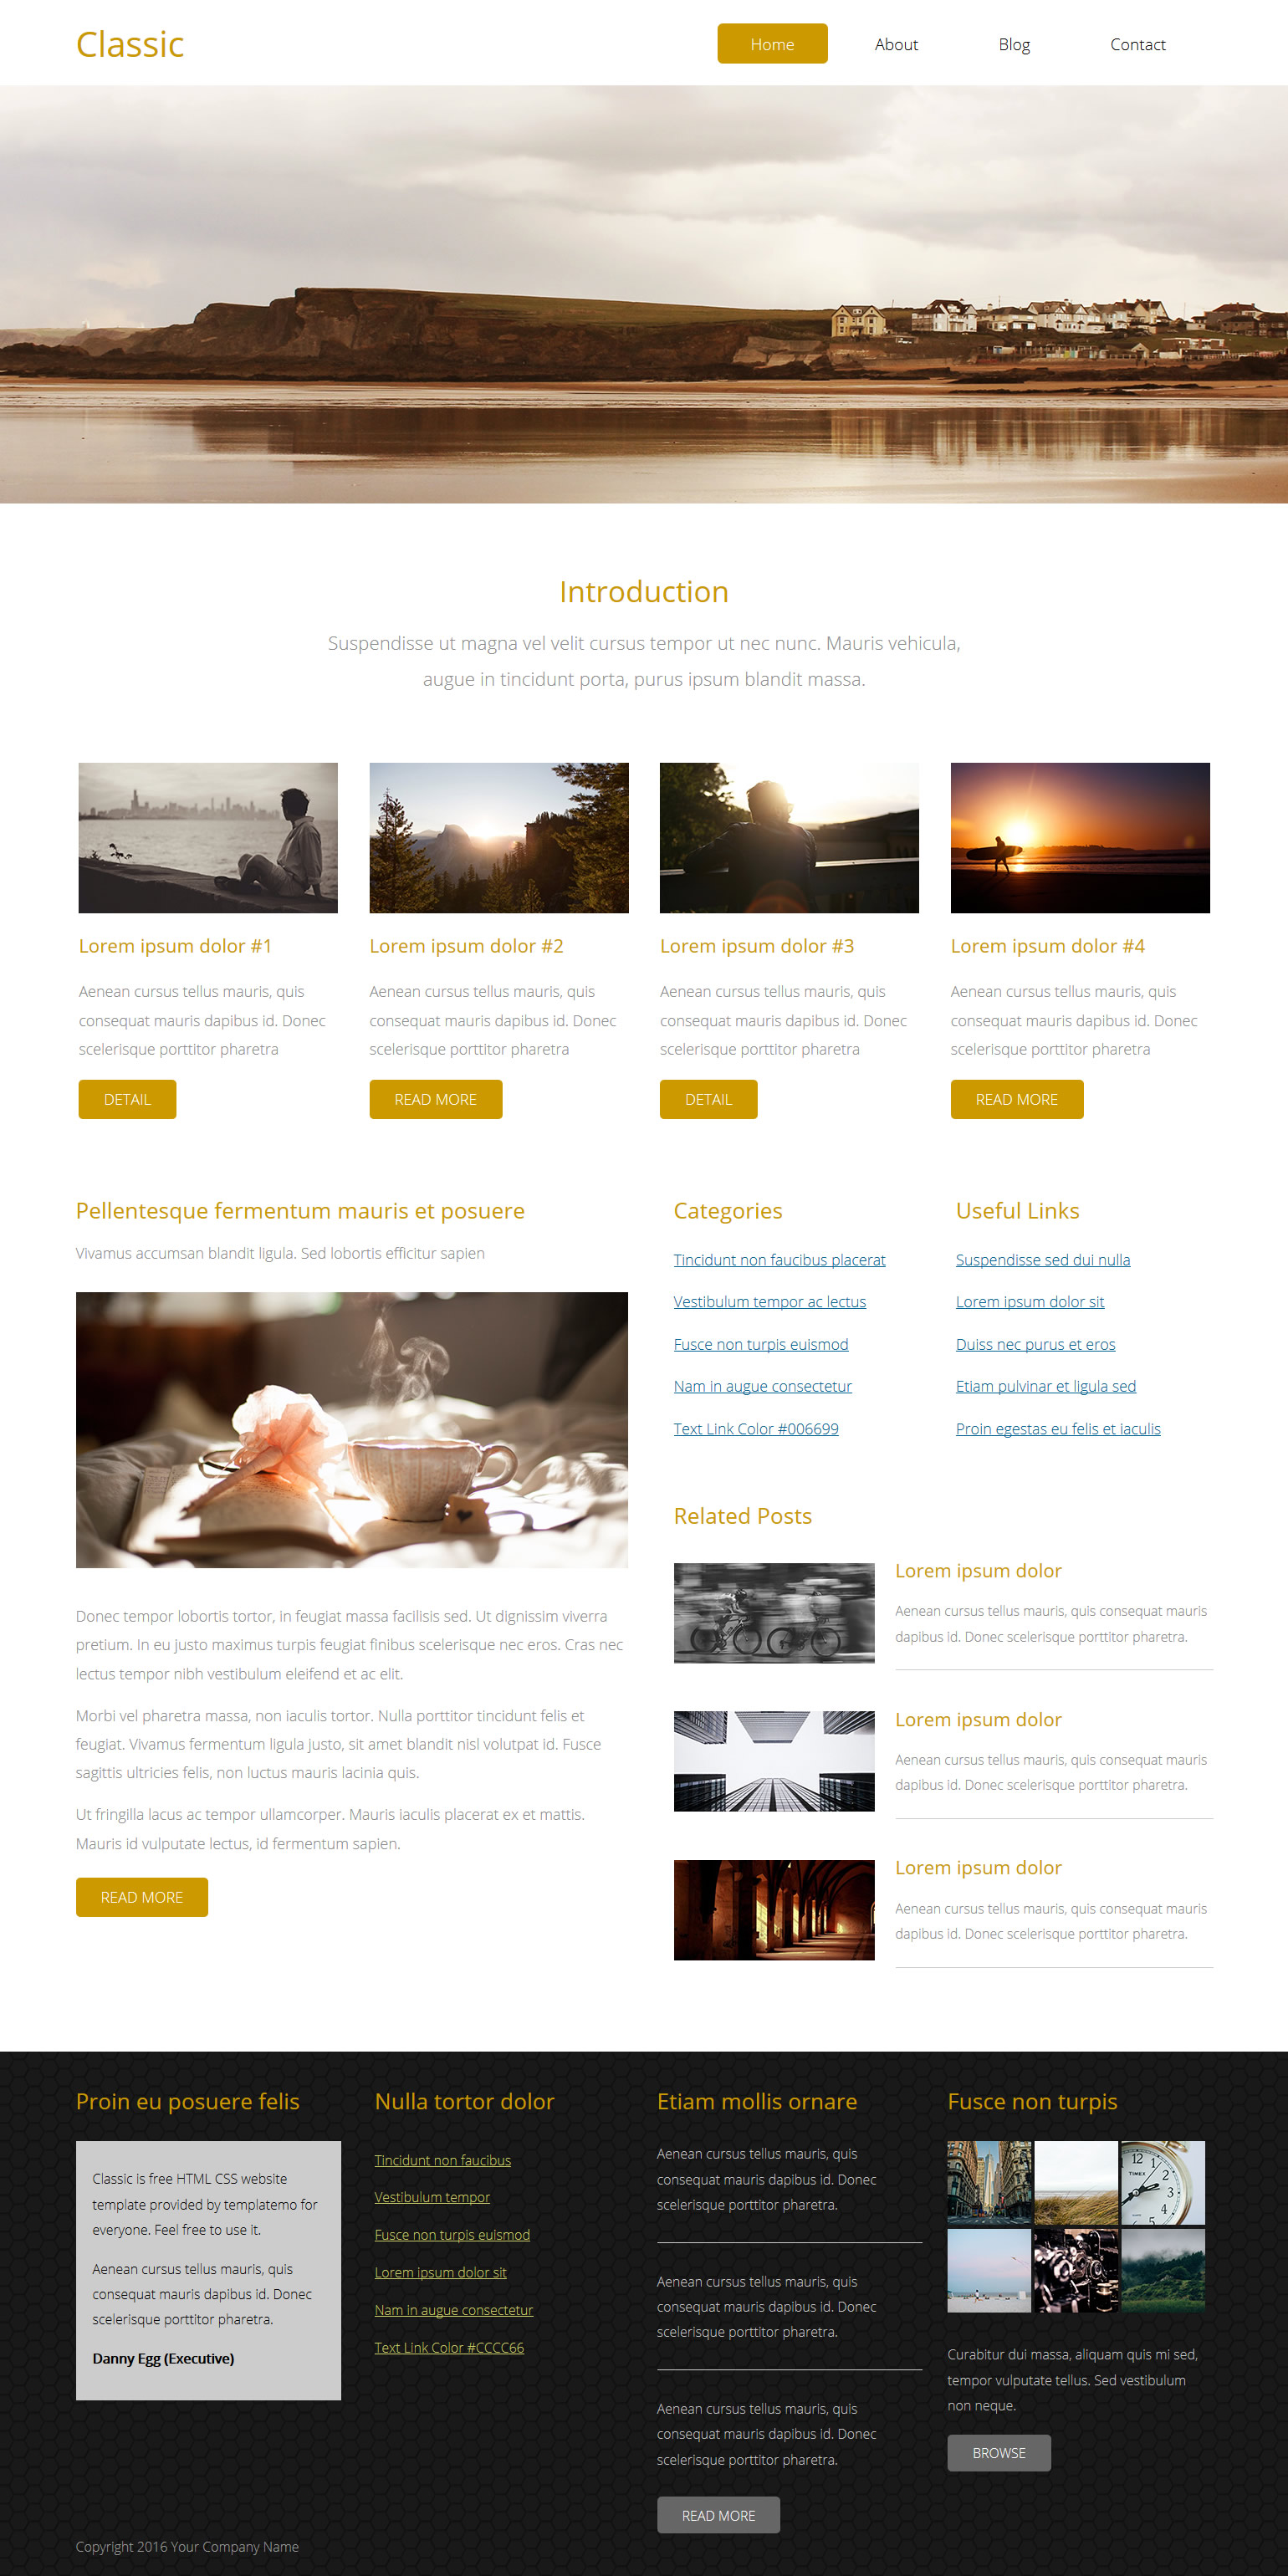 Classic
Home
About
Blog
Contact
Introduction
Suspendisse ut magna vel velit cursus tempor ut nec nunc. Mauris vehicula,
augue in tincidunt porta, purus ipsum blandit massa.
Lorem ipsum dolor #1
Aenean cursus tellus mauris, quis
consequat mauris dapibus id. Donec
scelerisque porttitor pharetra
DETAIL
Lorem ipsum dolor #2
Aenean cursus tellus mauris, quis
consequat mauris dapibus id. Donec
scelerisque porttitor pharetra
READ MORE
Lorem ipsum dolor #3
Aenean cursus tellus mauris, quis
consequat mauris dapibus id. Donec
scelerisque porttitor pharetra
DETAIL
Lorem ipsum dolor #4
Aenean cursus tellus mauris, quis
consequat mauris dapibus id. Donec
scelerisque porttitor pharetra
READ MORE
Pellentesque fermentum mauris et posuere
Vivamus accumsan blandit ligula. Sed lobortis efficitur sapien
Donec tempor lobortis tortor, in feugiat massa facilisis sed. Ut dignissim viverra
pretium. In eu justo maximus turpis feugiat finibus scelerisque nec eros. Cras nec
lectus tempor nibh vestibulum eleifend et ac elit.
Morbi vel pharetra massa, non iaculis tortor. Nulla porttitor tincidunt felis et
feugiat. Vivamus fermentum ligula justo, sit amet blandit nisl volutpat id. Fusce
sagittis ultricies felis, non luctus mauris lacinia quis.
Ut fringilla lacus ac tempor ullamcorper. Mauris iaculis placerat ex et mattis.
Mauris id vulputate lectus, id fermentum sapien.
READ MORE
Categories
Tincidunt non faucibus placerat
Vestibulum tempor ac lectus
Fusce non turpis euismod
Nam in augue consectetur
Text Link Color #006699
Useful Links
Suspendisse sed dui nulla
Lorem ipsum dolor sit
Duiss nec purus et eros
Etiam pulvinar et ligula sed
Proin egestas eu felis et iaculis
Related Posts
Lorem ipsum dolor
Aenean cursus tellus mauris, quis consequat mauris
dapibus id. Donec scelerisque porttitor pharetra.
Lorem ipsum dolor
Aenean cursus tellus mauris, quis consequat mauris
dapibus id. Donec scelerisque porttitor pharetra.
Lorem ipsum dolor
Aenean cursus tellus mauris, quis consequat mauris
dapibus id. Donec scelerisque porttitor pharetra.
Proin eu posuere felis
Classic is free HTML CSS website
template provided by templatemo for
everyone. Feel free to use it.
Aenean cursus tellus mauris, quis
consequat mauris dapibus id. Donec
scelerisque porttitor pharetra.
Danny Egg (Executive)
Nulla tortor dolor
Tincidunt non faucibus
Vestibulum tempor
Fusce non turpis euismod
Lorem ipsum dolor sit
Nam in augue consectetur
Text Link Color #CCCC66
Etiam mollis ornare
Aenean cursus tellus mauris, quis
consequat mauris dapibus id. Donec
scelerisque porttitor pharetra.
Aenean cursus tellus mauris, quis
consequat mauris dapibus id. Donec
scelerisque porttitor pharetra.
Aenean cursus tellus mauris, quis
consequat mauris dapibus id. Donec
scelerisque porttitor pharetra.
READ MORE
Fusce non turpis
12
1
2
3
4
5
6
8
11
TIMEX
Curabitur dui massa, aliquam quis mi sed,
tempor vulputate tellus. Sed vestibulum
non neque.
BROWSE
Copyright 2016 Your Company Name